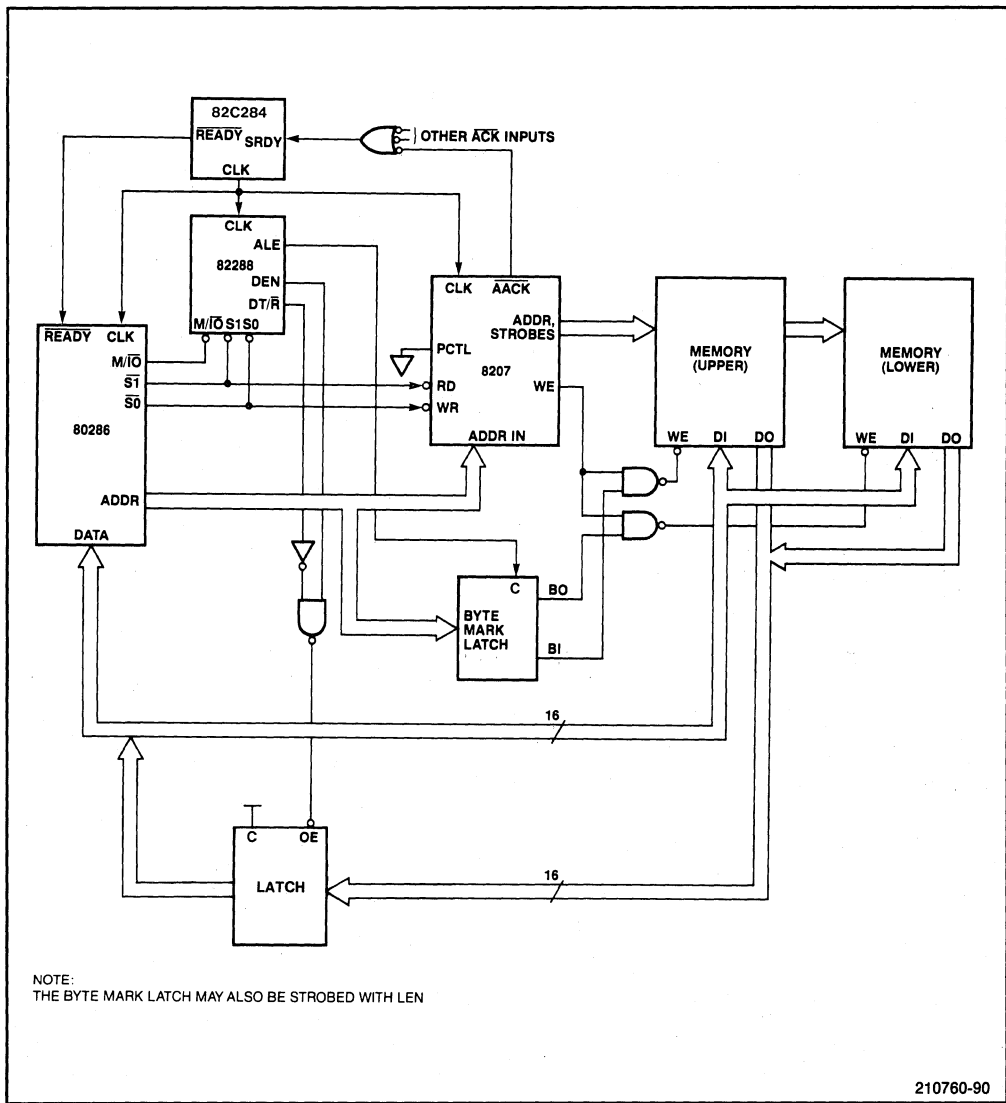 82C284
READY SRDY
CLK
} OTHER ACK INPUTS
CLK
ALE
82288
DEN
DT/R
M/IO S1 S0
READY CLK
M/IO
S1
S0
80286
ADDR
DATA
CLK AACK
ADDR,
STROBES
PCTL
8207
RD
WE
WR
ADDR IN
MEMORY
(UPPER)
WE DI DO
MEMORY
(LOWER)
WE DI DO
C
BO
BYTE
MARK
LATCH
BI
16
C OE
LATCH
16
NOTE:
THE BYTE MARK LATCH MAY ALSO BE STROBED WITH LEN
210760-90